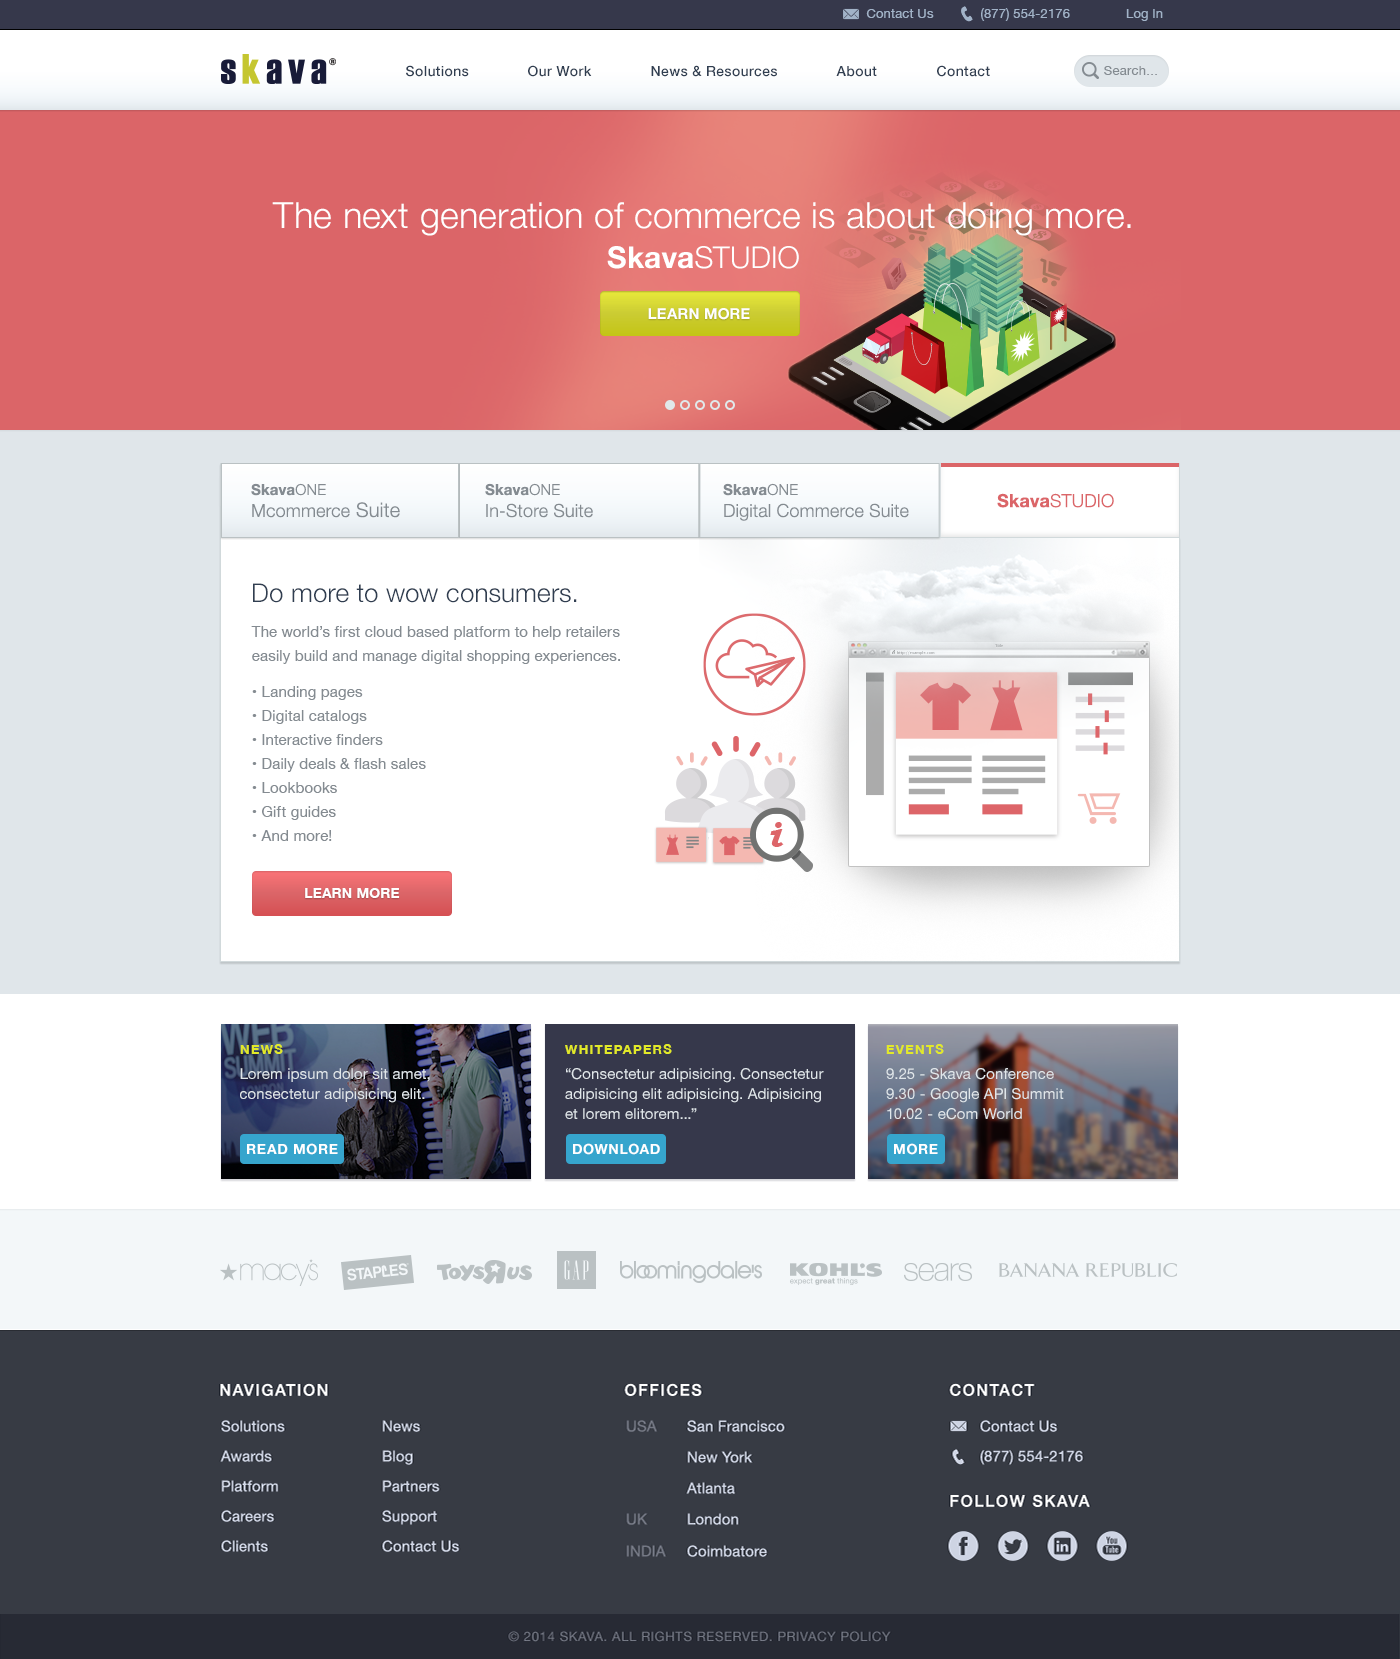 Contact Us
(877) 554-2176
Log In
skava®
Solutions
Our Work
News & Resources
About
Contact
Search...
The next generation of commerce is about doing more.
SkavaSTUDIO
LEARN MORE
SkavaONE
Mcommerce Suite
SkavaONE
In-Store Suite
SkavaONE
Digital Commerce Suite
SkavaSTUDIO
Do more to wow consumers.
The world’s first cloud based platform to help retailers
easily build and manage digital shopping experiences.
• Landing pages
• Digital catalogs
• Interactive finders
• Daily deals & flash sales
• Lookbooks
• Gift guides
• And more!
LEARN MORE
i
WEB
SUMMIT
LONDON
NEWS
Lorem ipsum dolor sit amet,
consectetur adipisicing elit.
READ MORE
WHITEPAPERS
“Consectetur adipisicing. Consectetur
adipisicing elit adipisicing. Adipisicing
et lorem elitorem...”
DOWNLOAD
EVENTS
9.25 - Skava Conference
9.30 - Google API Summit
10.02 - eCom World
MORE
macy's
STAPLES
ToysRus
GAP
bloomingdale's
KOHL'S
expect great things
sears
BANANA REPUBLIC
NAVIGATION
Solutions
Awards
Platform
Careers
Clients
News
Blog
Partners
Support
Contact Us
OFFICES
USA San Francisco
New York
Atlanta
UK London
INDIA Coimbatore
CONTACT
Contact Us
(877) 554-2176
FOLLOW SKAVA
f
in
You
Tube
© 2014 SKAVA. ALL RIGHTS RESERVED. PRIVACY POLICY